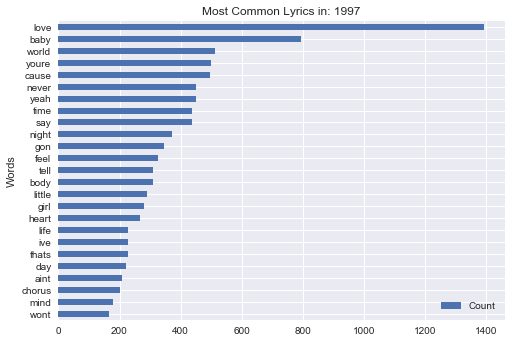 Most Common Lyrics in: 1997
love
baby
world
youre
cause
never
yeah
time
say
night
gon
feel
tell
body
little
girl
heart
life
ive
thats
day
aint
chorus
mind
wont
Words
Count
0 200 400 600 800 1000 1200 1400